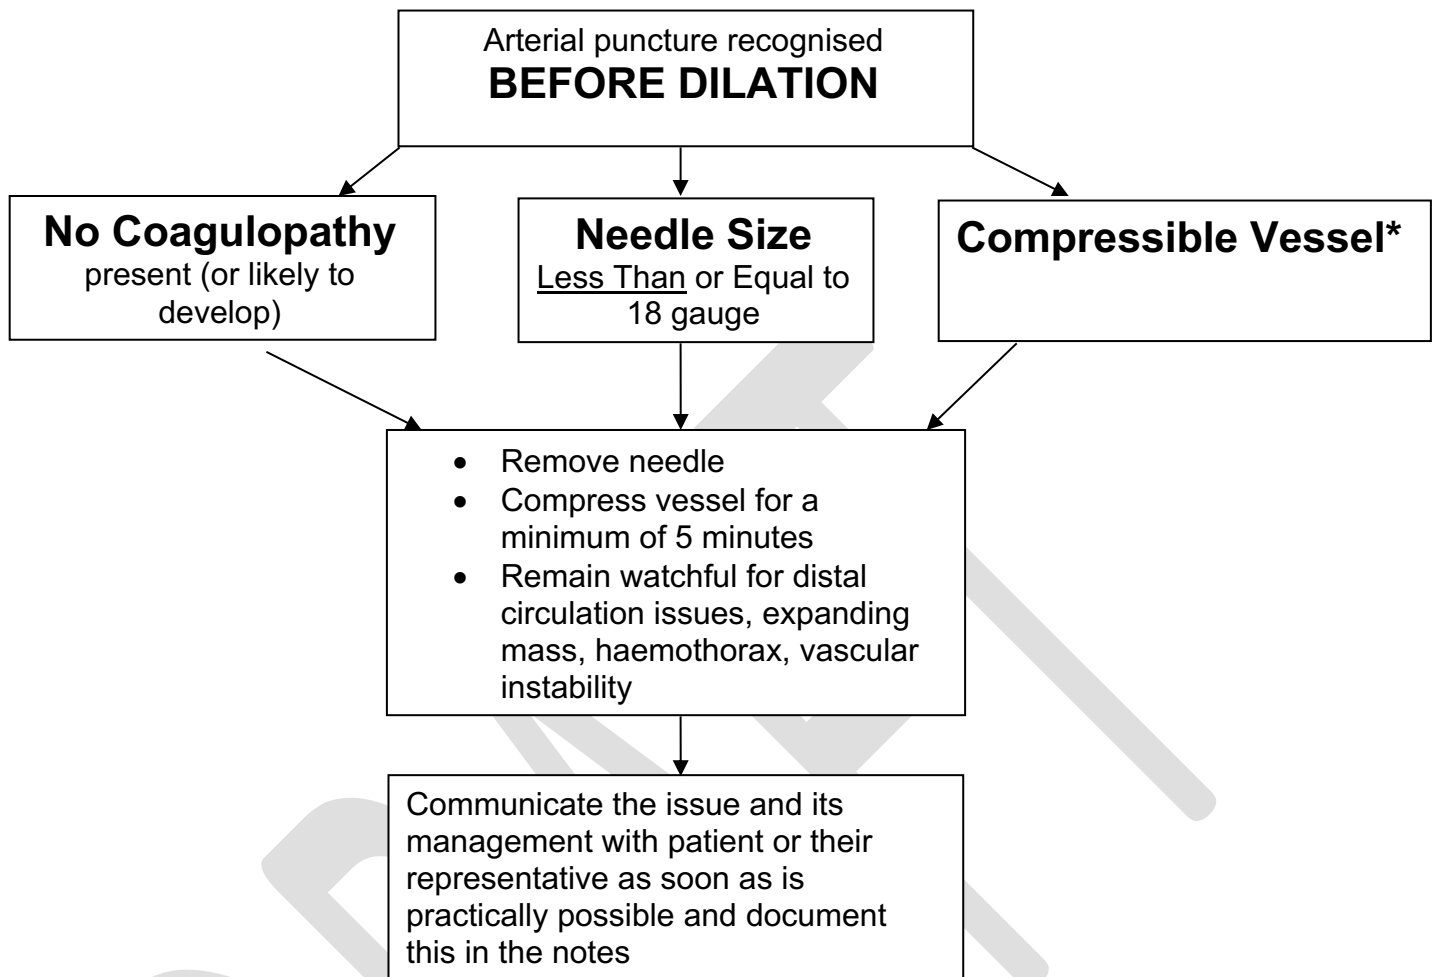 Arterial puncture recognised
BEFORE DILATION
No Coagulopathy
present (or likely to
develop)
Needle Size
Less Than or Equal to
18 gauge
Compressible Vessel*
• Remove needle
• Compress vessel for a
minimum of 5 minutes
• Remain watchful for distal
circulation issues, expanding
mass, haemothorax, vascular
instability
Communicate the issue and its
management with patient or their
representative as soon as is
practically possible and document
this in the notes